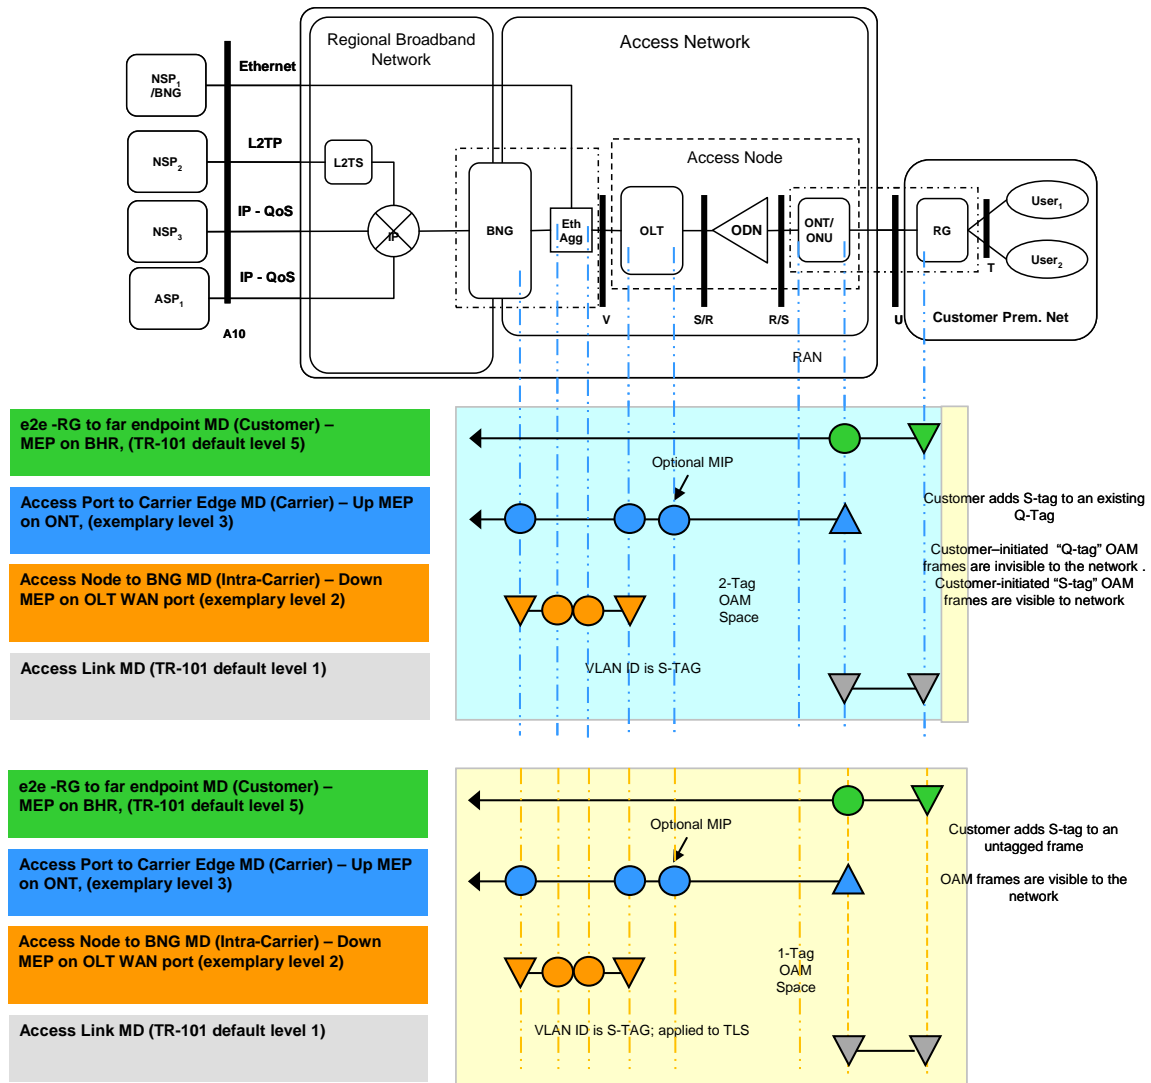 Regional Broadband
Network
Access Network
Ethernet
NSP1
/BNG
L2TP
Access Node
NSP2
L2TS
IP - QoS
User1
NSP3
IP
BNG
Eth
Agg
OLT
ODN
ONT/
ONU
RG
IP - QoS
User2
T
ASP1
A10
V
S/R
R/S
U
Customer Prem. Net
RAN
e2e -RG to far endpoint MD (Customer) –
MEP on BHR, (TR-101 default level 5)
Optional MIP
Access Port to Carrier Edge MD (Carrier) – Up MEP
on ONT, (exemplary level 3)
Customer adds S-tag to an existing
Q-Tag
Customer–initiated “Q-tag” OAM
frames are invisible to the network .
Customer-initiated “S-tag” OAM
frames are visible to network
Access Node to BNG MD (Intra-Carrier) – Down
MEP on OLT WAN port (exemplary level 2)
2-Tag
OAM
Space
Access Link MD (TR-101 default level 1)
VLAN ID is S-TAG
e2e -RG to far endpoint MD (Customer) –
MEP on BHR, (TR-101 default level 5)
Optional MIP
Customer adds S-tag to an
untagged frame
Access Port to Carrier Edge MD (Carrier) – Up MEP
on ONT, (exemplary level 3)
OAM frames are visible to the
network
Access Node to BNG MD (Intra-Carrier) – Down
MEP on OLT WAN port (exemplary level 2)
1-Tag
OAM
Space
Access Link MD (TR-101 default level 1)
VLAN ID is S-TAG; applied to TLS